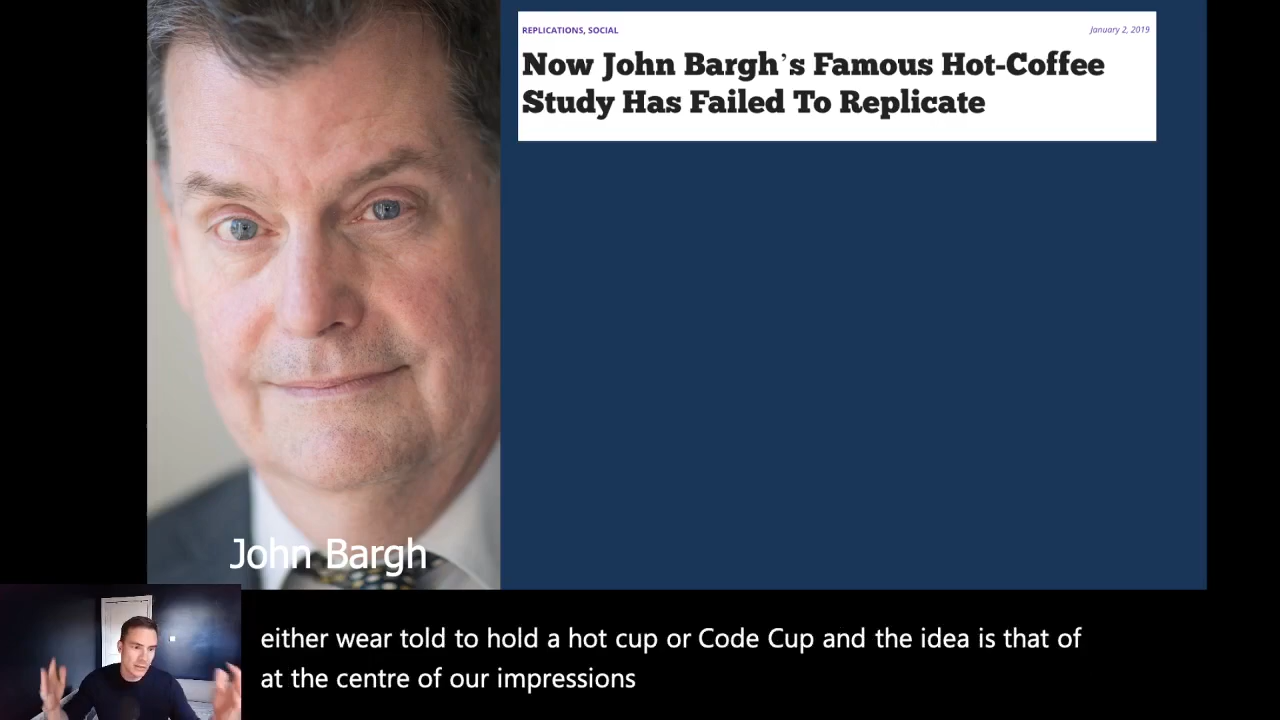 REPLICATIONS, SOCIAL
January 2, 2019
Now John Bargh's Famous Hot-Coffee
Study Has Failed To Replicate
John Bargh
either wear told to hold a hot cup or Code Cup and the idea is that of
at the centre of our impressions